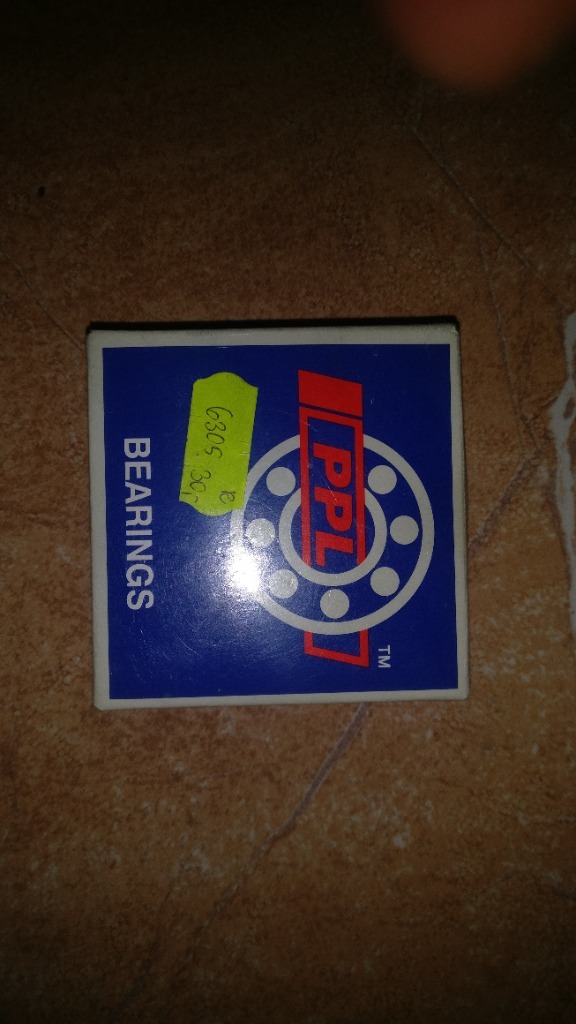 PPL
TM
6305
30,-
BEARINGS